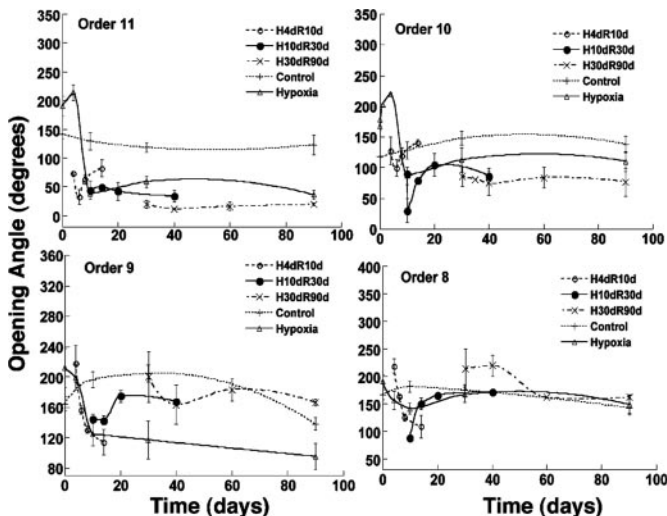 Opening Angle (degrees)
Order 11
H4dR10d
H10dR30d
H30dR90d
Control
Hypoxia
350
300
250
200
150
100
50
0
0 20 40 60 80 100
Order 10
H4dR10d
H10dR30d
H30dR90d
Control
Hypoxia
350
300
250
200
150
100
50
0
0 20 40 60 80 100
Order 9
H4dR10d
H10dR30d
H30dR90d
Control
Hypoxia
360
320
280
240
200
160
120
80
0 20 40 60 80 100
Time (days)
Order 8
H4dR10d
H10dR30d
H30dR90d
Control
Hypoxia
400
350
300
250
200
150
100
50
0 20 40 60 80 100
Time (days)